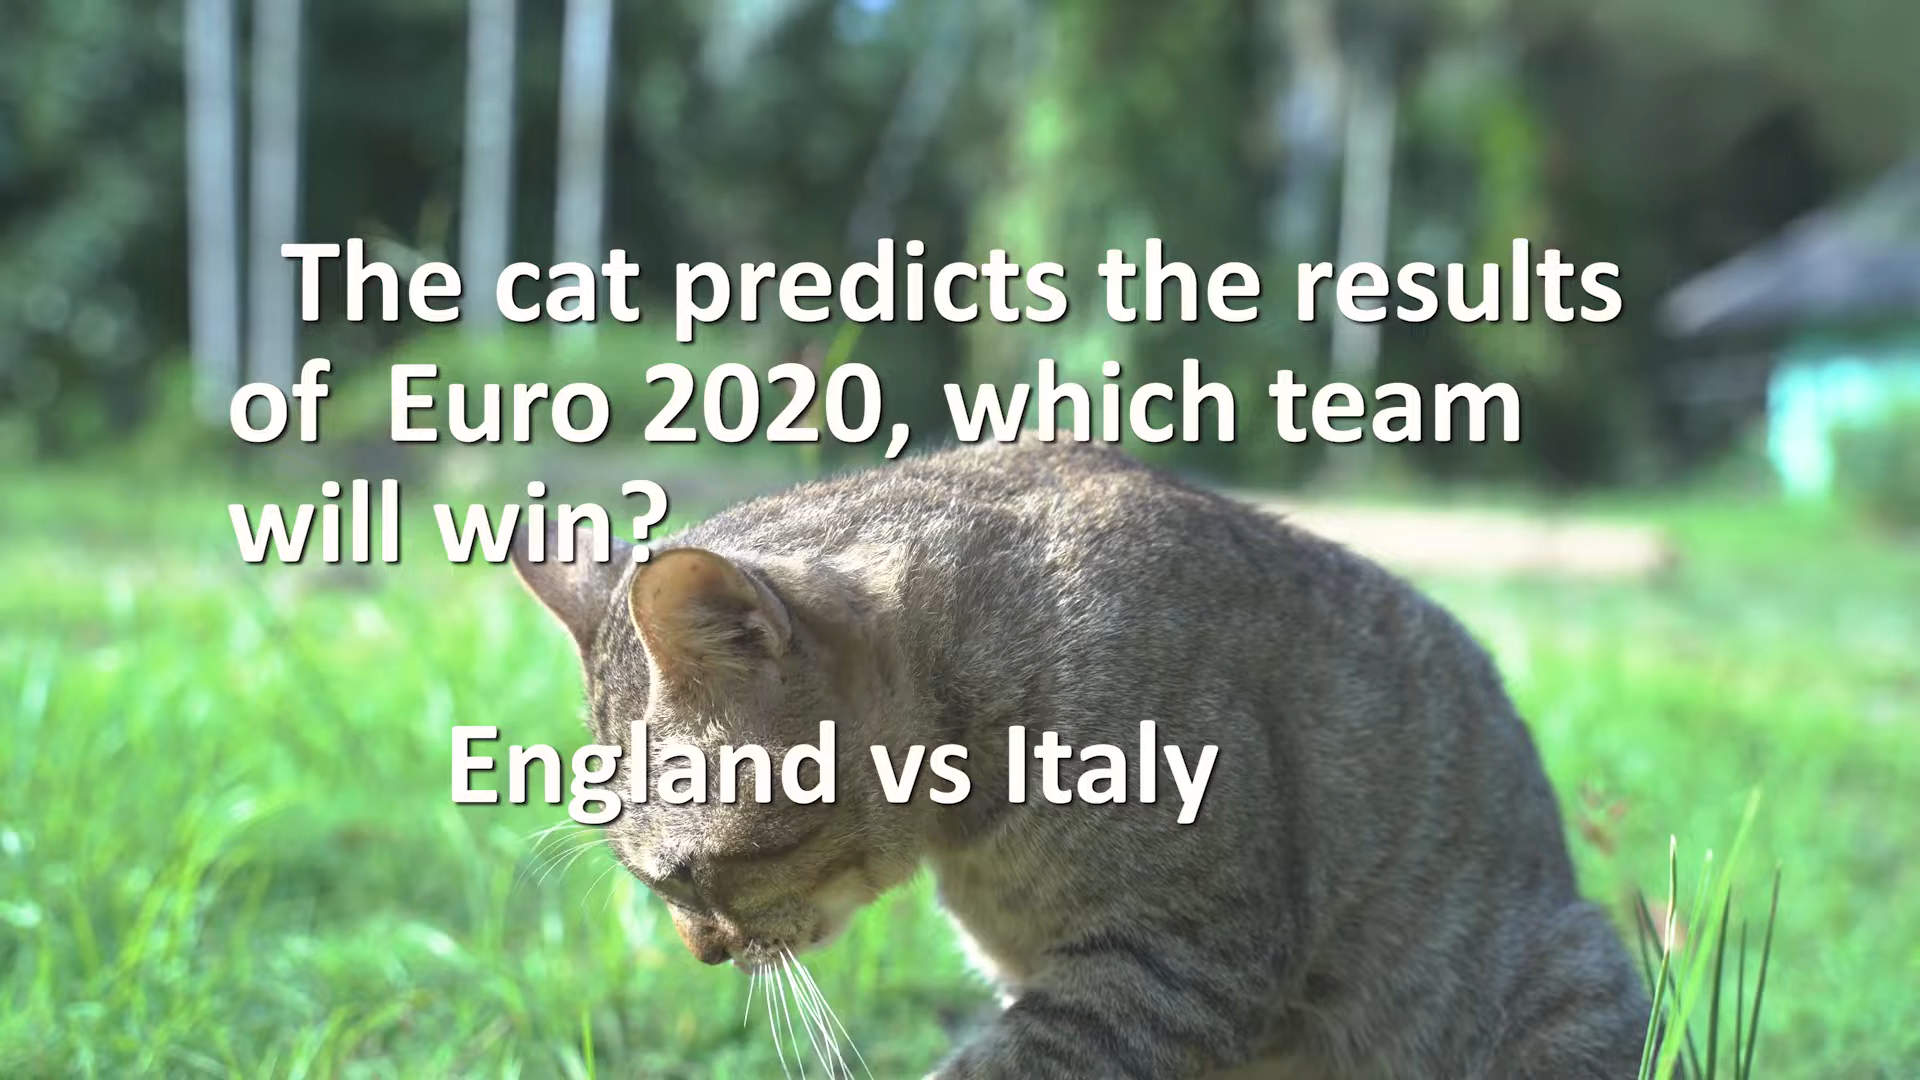 The cat predicts the results
of Euro 2020, which team
will win?
England vs Italy